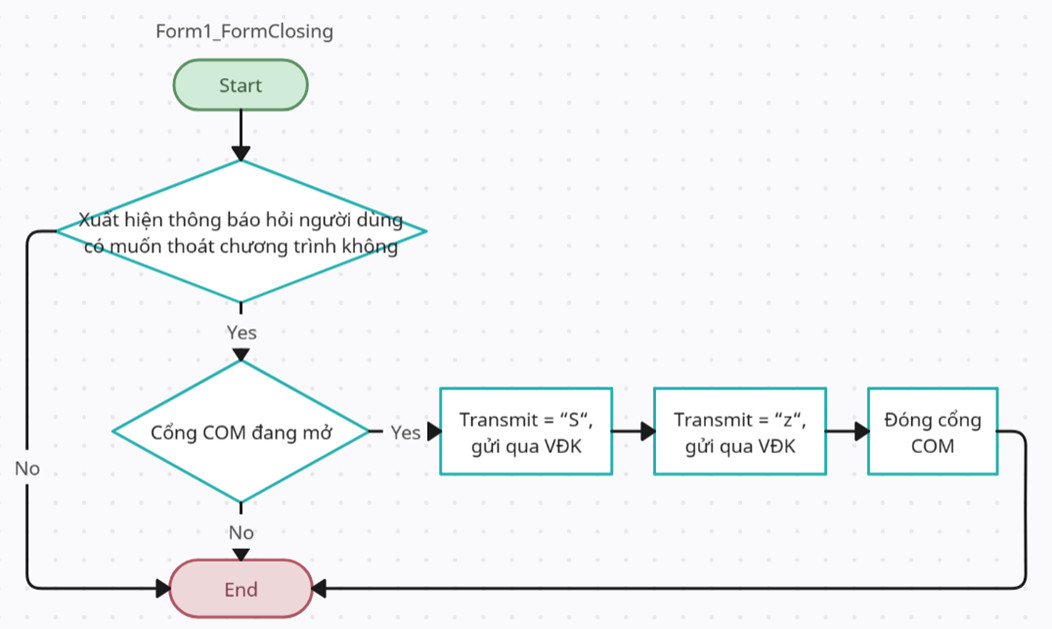 Form1_FormClosing
Start
Xuất hiện thông báo hỏi người dùng
có muốn thoát chương trình không
Yes
Cổng COM đang mở
Yes
Transmit = “S“,
gửi qua VĐK
Transmit = “z“,
gửi qua VĐK
Đóng cổng
COM
No
No
End